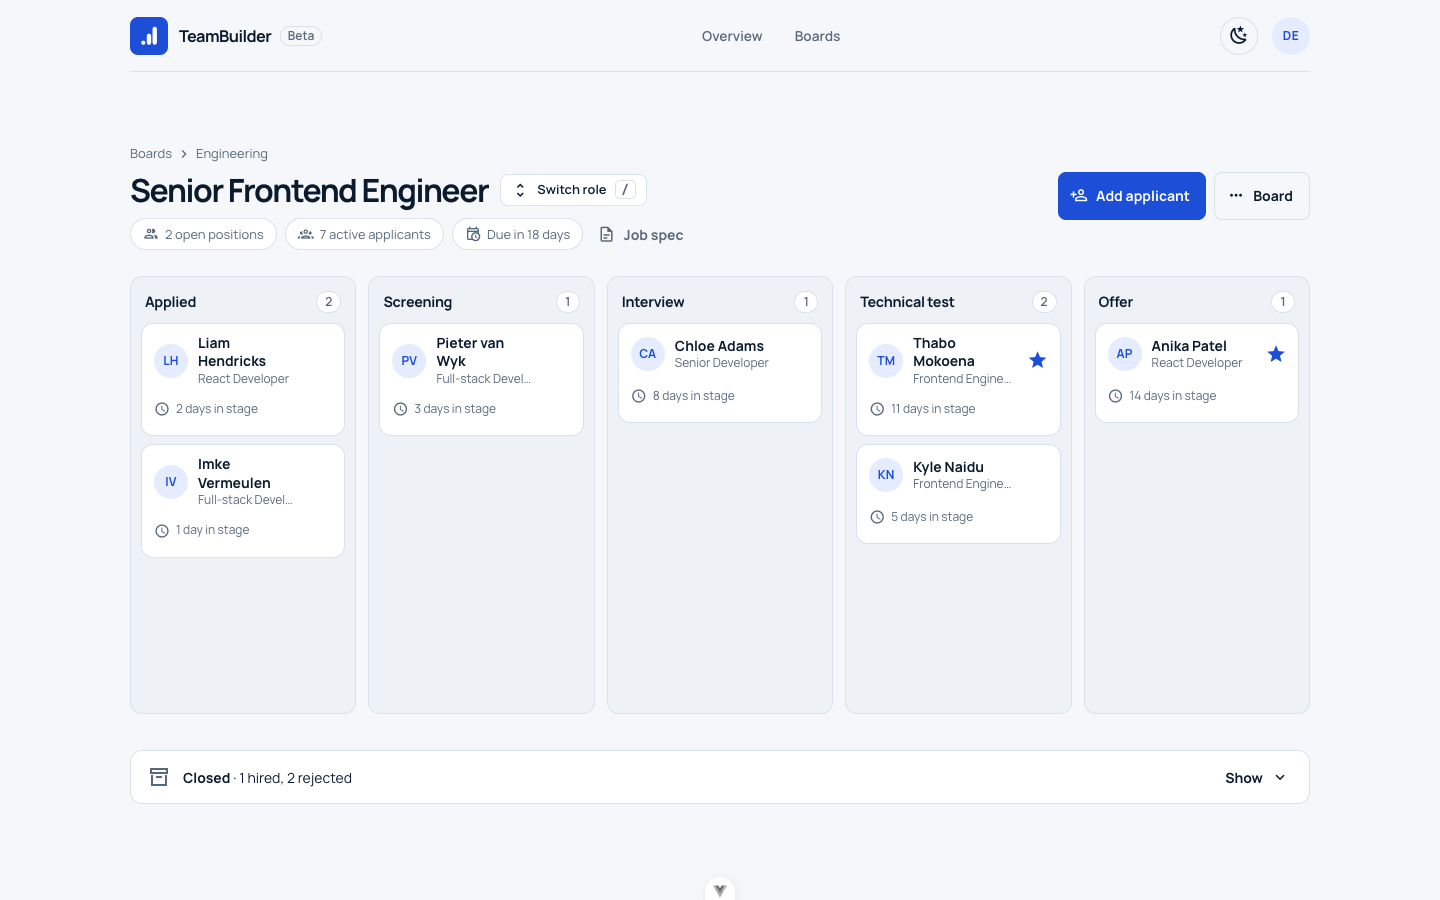 TeamBuilder Beta
Overview Boards
DE
Boards > Engineering
Senior Frontend Engineer
Switch role /
Add applicant
Board
2 open positions
7 active applicants
Due in 18 days
Job spec
Applied 2
LH
Liam
Hendricks
React Developer
2 days in stage
IV
Imke
Vermeulen
Full-stack Devel...
1 day in stage
Screening 1
PV
Pieter van
Wyk
Full-stack Devel...
3 days in stage
Interview 1
CA
Chloe Adams
Senior Developer
8 days in stage
Technical test 2
TM
Thabo
Mokoena
Frontend Engine...
11 days in stage
KN
Kyle Naidu
Frontend Engine...
5 days in stage
Offer 1
AP
Anika Patel
React Developer
14 days in stage
Closed · 1 hired, 2 rejected
Show